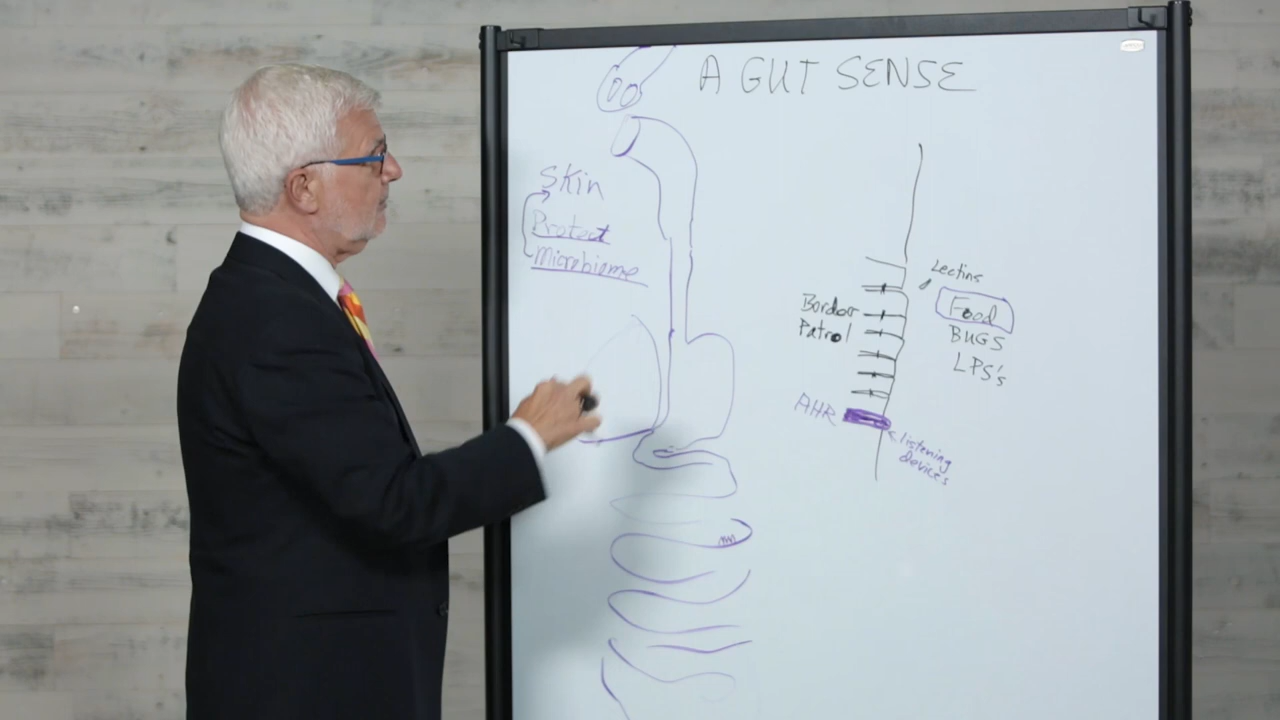 A GUT SENSE
Skin
Protect
Microbiome
Border
Patrol
AHR
Lectins
Food
BUGS
LPS's
listening
devices